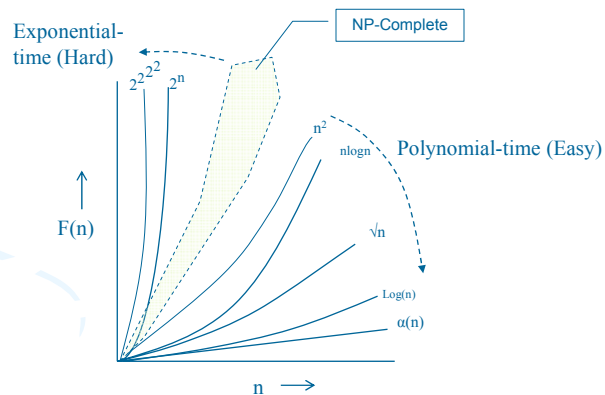 NP-Complete
Exponential-
time (Hard)
2^2^2^2
2^n
n^2
nlogn
Polynomial-time (Easy)
F(n)
√n
Log(n)
α(n)
n